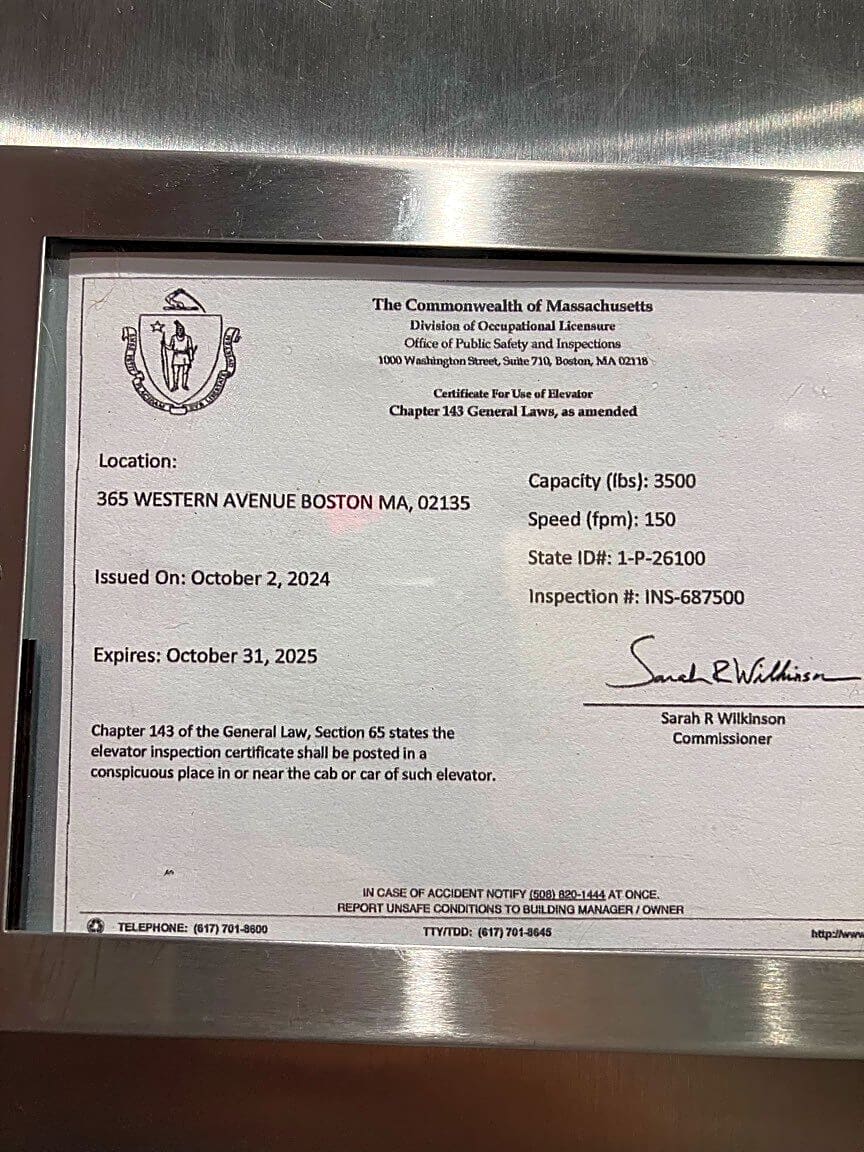 The Commonwealth of Massachusetts
Division of Occupational Licensure
Office of Public Safety and Inspections
1000 Washington Street, Suite 710, Boston, MA 02118
Certificate For Use of Elevator
Chapter 143 General Laws, as amended
Location:
365 WESTERN AVENUE BOSTON MA, 02135
Issued On: October 2, 2024
Expires: October 31, 2025
Capacity (lbs): 3500
Speed (fpm): 150
State ID#: 1-P-26100
Inspection #: INS-687500
Sarah R Wilkinson
Sarah R Wilkinson
Commissioner
Chapter 143 of the General Law, Section 65 states the
elevator inspection certificate shall be posted in a
conspicuous place in or near the cab or car of such elevator.
IN CASE OF ACCIDENT NOTIFY (508) 820-1444 AT ONCE.
REPORT UNSAFE CONDITIONS TO BUILDING MANAGER / OWNER
TELEPHONE: (617) 701-8600
TTY/TDD: (617) 701-8645
http://www